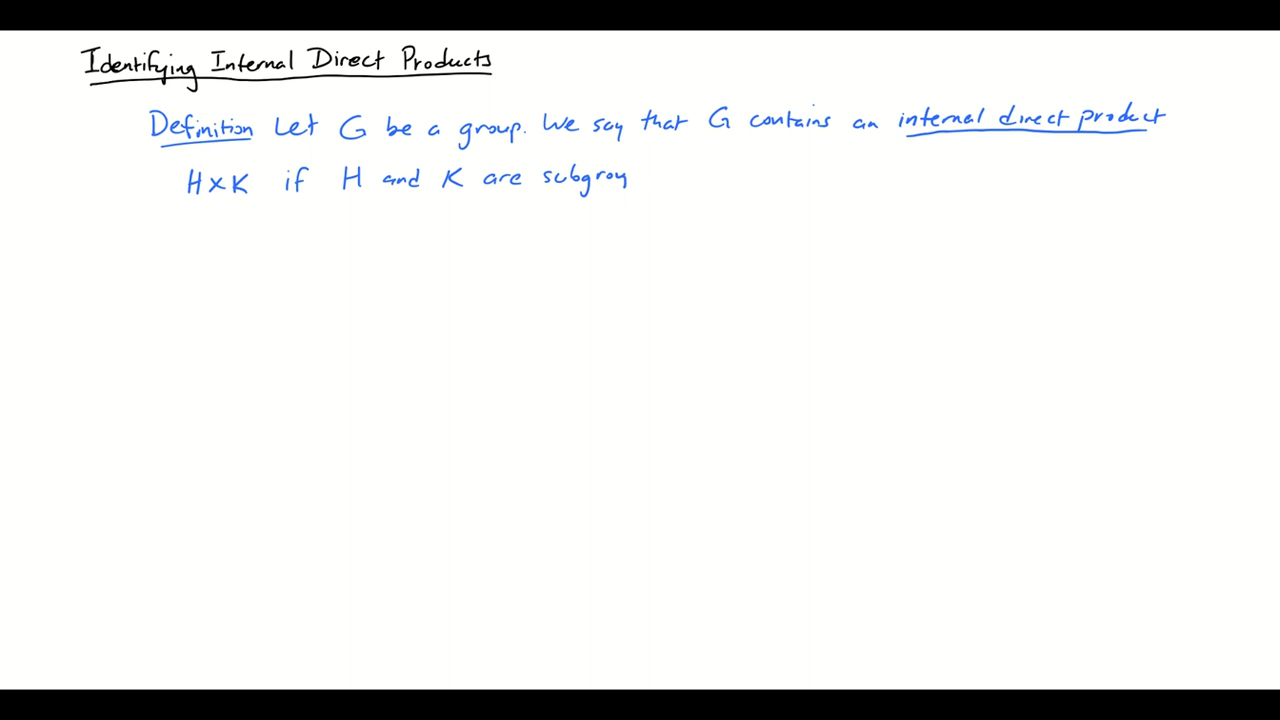 Identifying Internal Direct Products
Definition Let G be a group. We say that G contains an internal direct product
H×K if H and K are subgroy